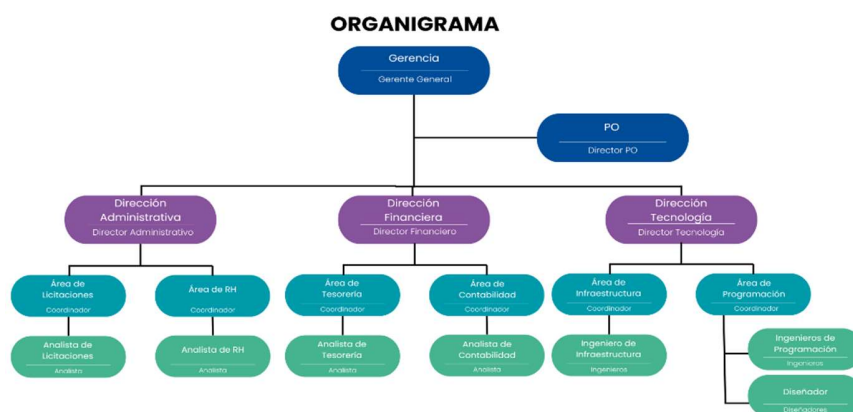 ORGANIGRAMA
Gerencia
Gerente General
PO
Director PO
Dirección
Administrativa
Director Administrativo
Dirección
Financiera
Director Financiero
Dirección
Tecnología
Director Tecnología
Área de
Licitaciones
Coordinador
Área de RH
Coordinador
Área de
Tesorería
Coordinador
Área de
Contabilidad
Coordinador
Área de
Infraestructura
Coordinador
Área de
Programación
Coordinador
Analista de
Licitaciones
Analista
Analista de RH
Analista
Analista de
Tesorería
Analista
Analista de
Contabilidad
Analista
Ingeniero de
Infraestructura
Ingenieros
Ingenieros de
Programación
Ingenieros
Diseñador
Diseñadores